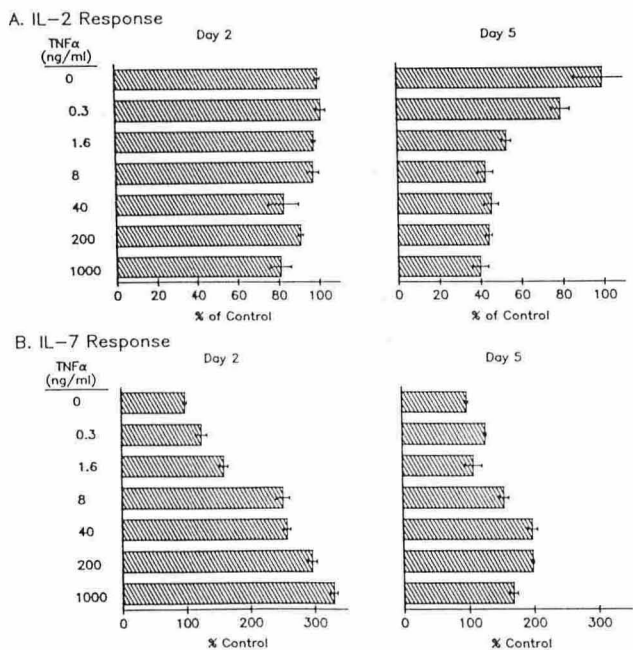 A. IL-2 Response
TNFα
(ng/ml)
Day 2
Day 5
0
0.3
1.6
8
40
200
1000
0 20 40 60 80 100
0 20 40 60 80 100
% of Control
% of Control
B. IL-7 Response
TNFα
(ng/ml)
Day 2
Day 5
0
0.3
1.6
8
40
200
1000
0 100 200 300
0 100 200 300
% Control
% Control